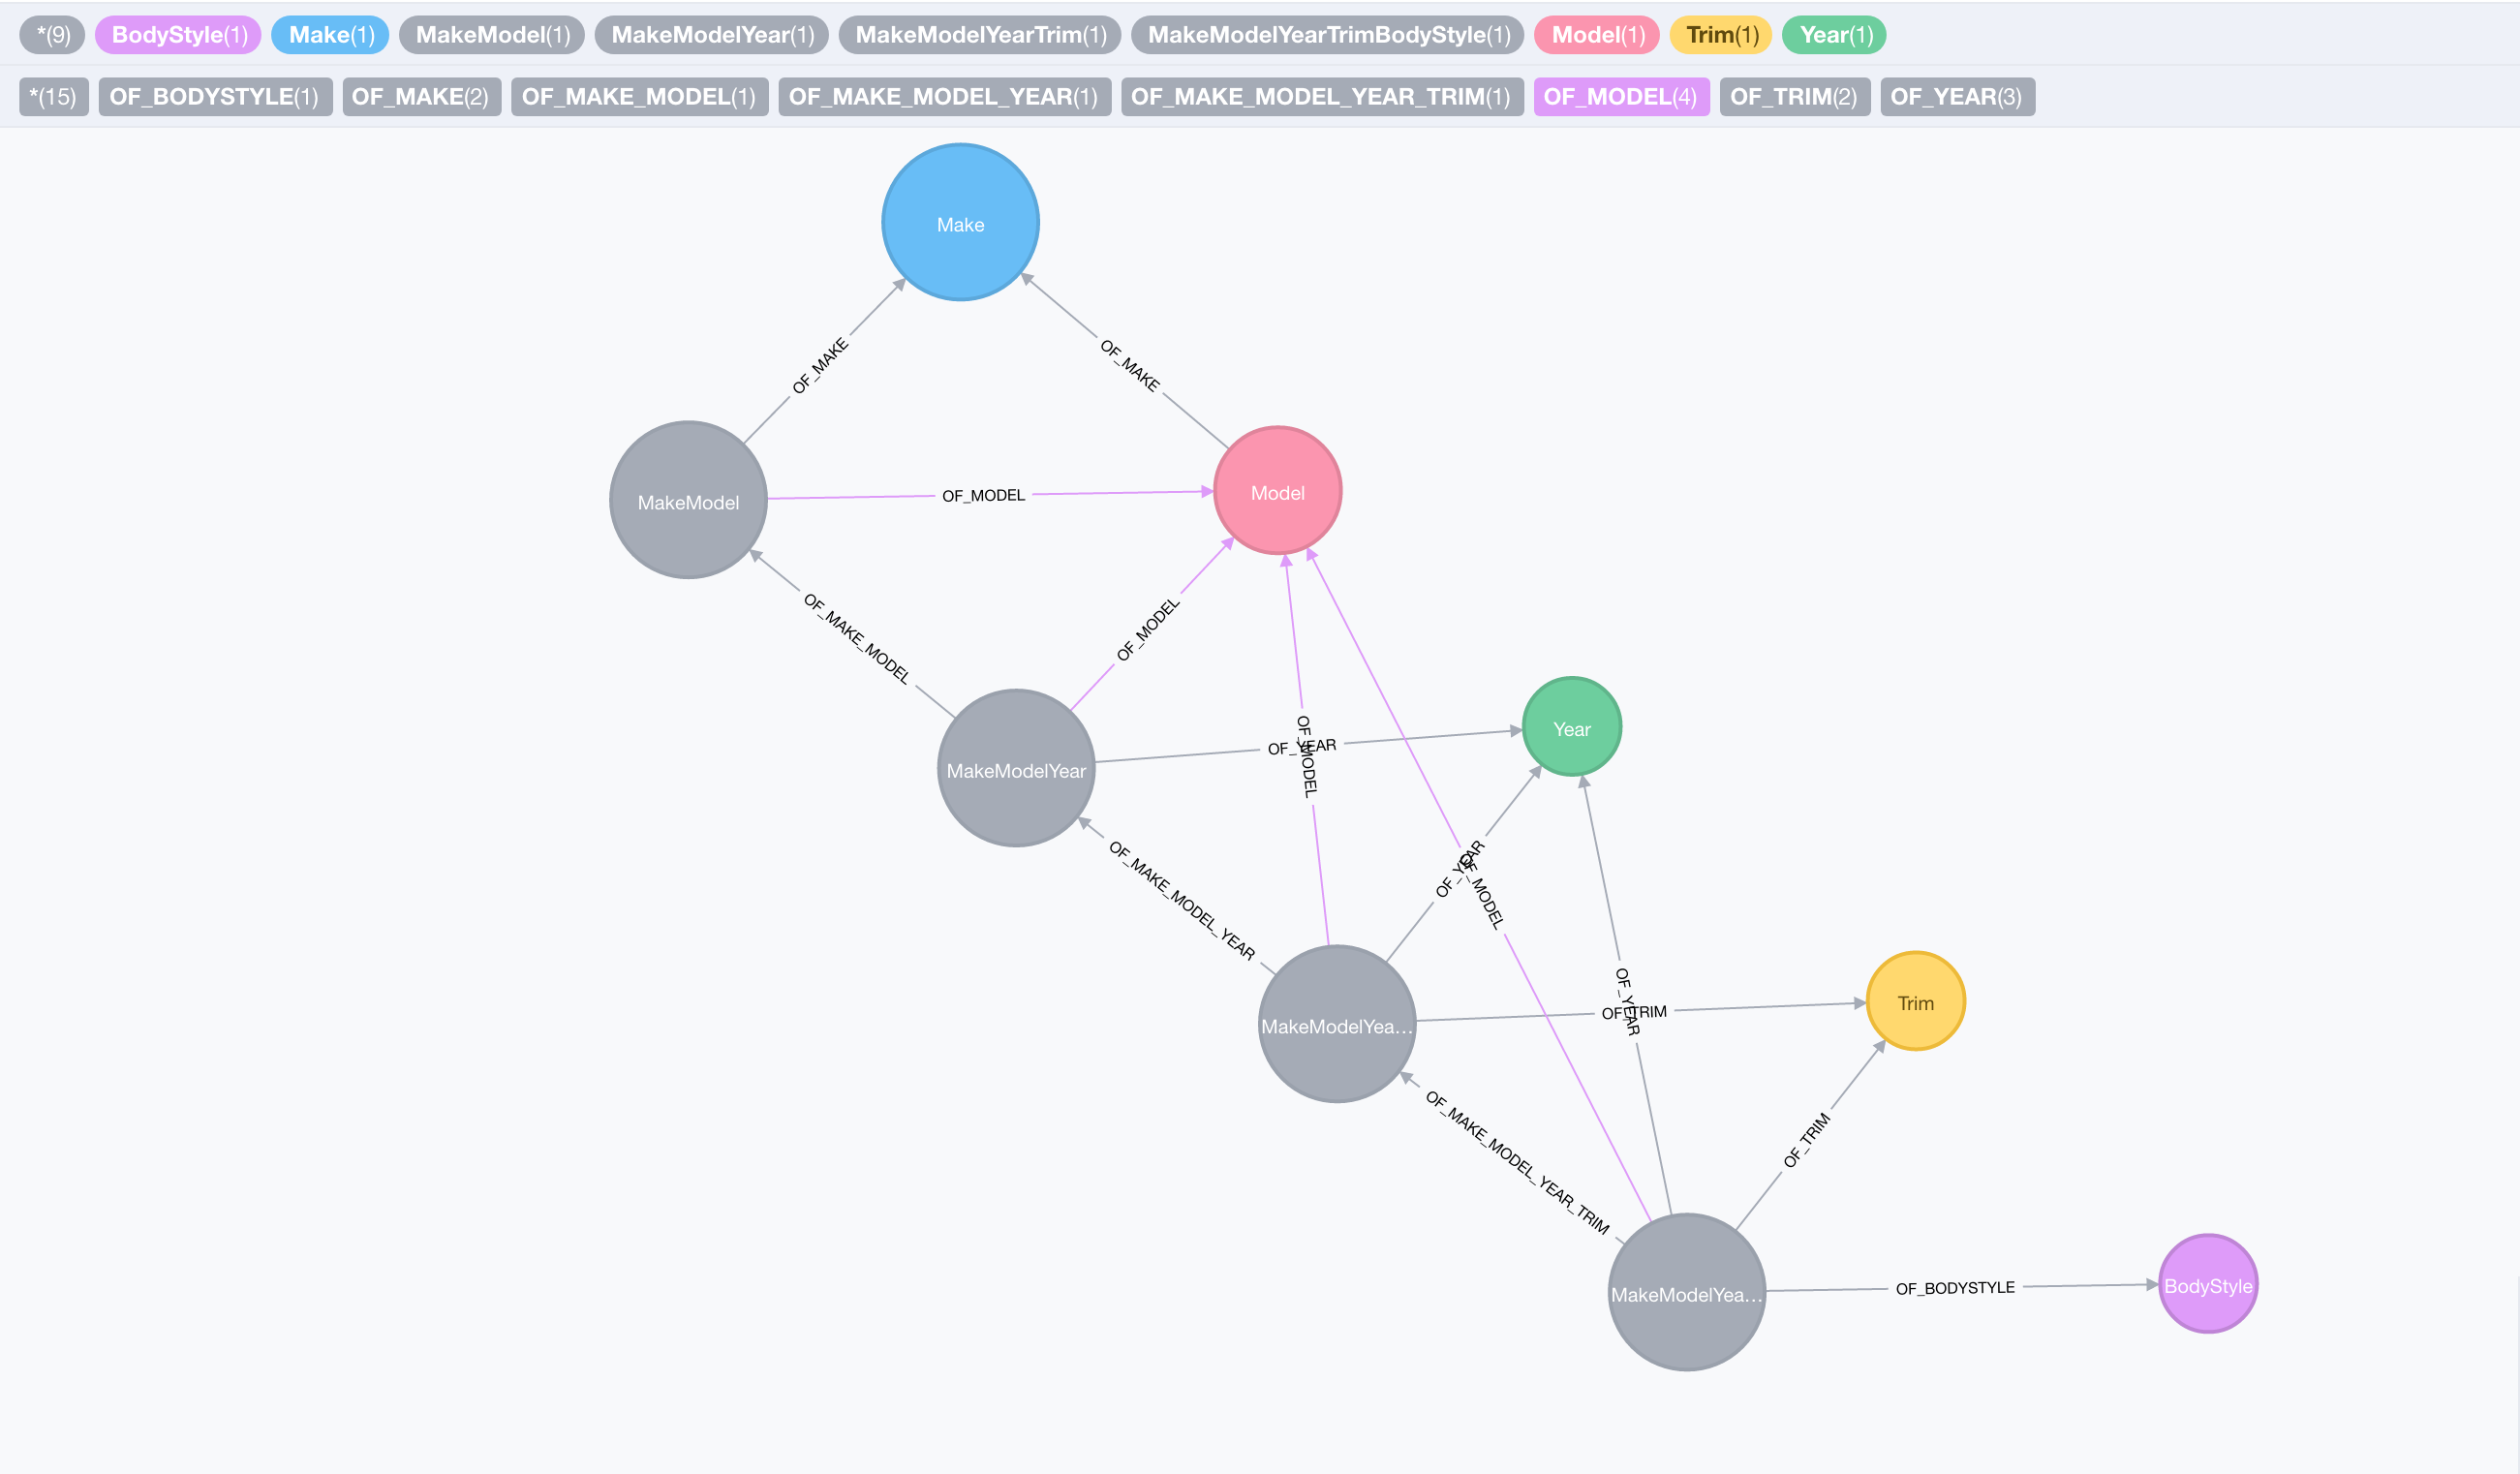 *(9) BodyStyle(1) Make(1) MakeModel(1) MakeModelYear(1) MakeModelYearTrim(1) MakeModelYearTrimBodyStyle(1) Model(1) Trim(1) Year(1)
*(15) OF_BODYSTYLE(1) OF_MAKE(2) OF_MAKE_MODEL(1) OF_MAKE_MODEL_YEAR(1) OF_MAKE_MODEL_YEAR_TRIM(1) OF_MODEL(4) OF_TRIM(2) OF_YEAR(3)
Make
OF_MAKE
OF_MAKE
MakeModel
OF_MODEL
Model
OF_MAKE_MODEL
OF_MODEL
MakeModelYear
OF_YEAR
OF_MODEL
Year
OF_MAKE_MODEL_YEAR
OF_YEAR
OF_MODEL
MakeModelYea...
OF_TRIM
OF_YEAR
Trim
OF_MAKE_MODEL_YEAR_TRIM
OF_TRIM
MakeModelYea...
OF_BODYSTYLE
BodyStyle